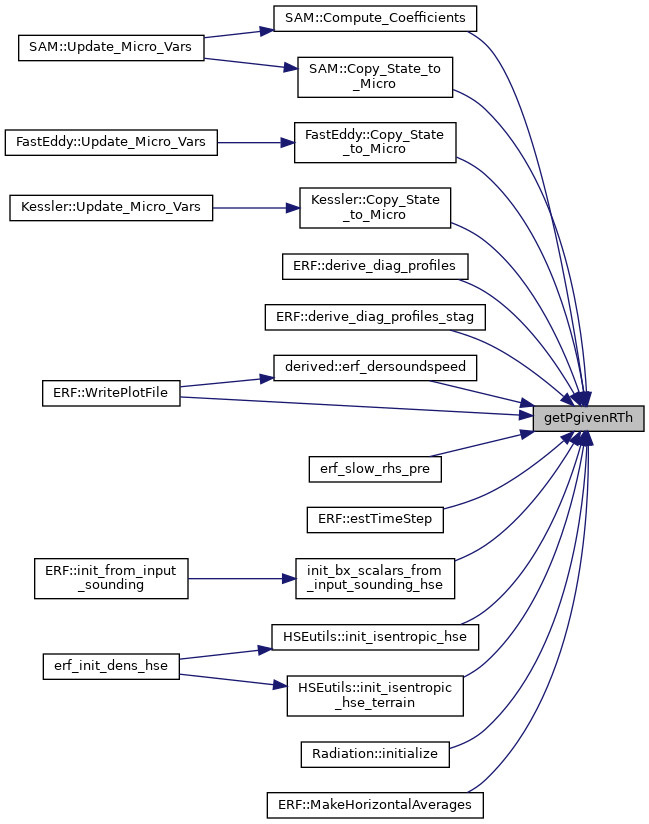 SAM::Compute_Coefficients
SAM::Update_Micro_Vars
SAM::Copy_State_to
_Micro
FastEddy::Copy_State
_to_Micro
FastEddy::Update_Micro_Vars
Kessler::Copy_State
_to_Micro
Kessler::Update_Micro_Vars
ERF::derive_diag_profiles
ERF::derive_diag_profiles_stag
derived::erf_dersoundspeed
ERF::WritePlotFile
getPgivenRTh
erf_slow_rhs_pre
ERF::estTimeStep
ERF::init_from_input
_sounding
init_bx_scalars_from
_input_sounding_hse
HSEutils::init_isentropic_hse
erf_init_dens_hse
HSEutils::init_isentropic
_hse_terrain
Radiation::initialize
ERF::MakeHorizontalAverages